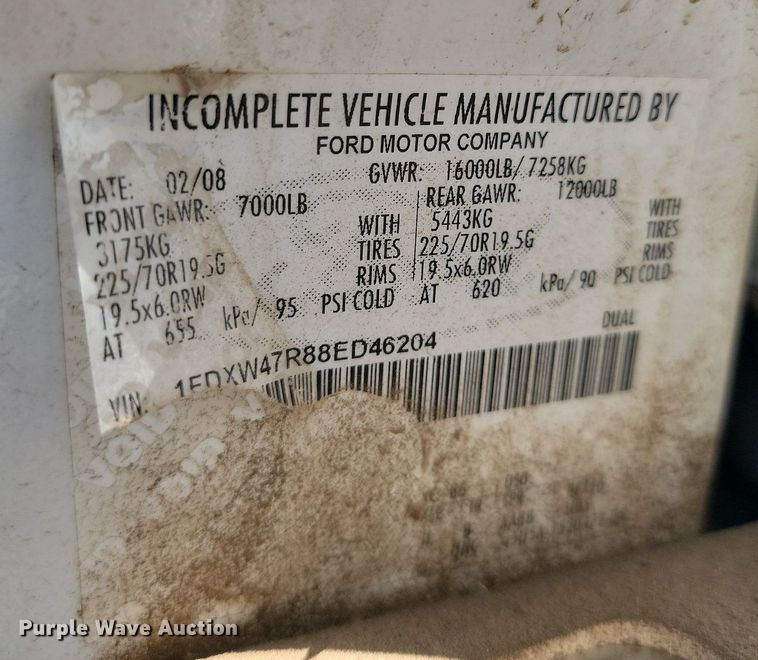 INCOMPLETE VEHICLE MANUFACTURED BY
FORD MOTOR COMPANY
DATE: 02/08 GVWR: 16000LB/ 7258KG
FRONT GAWR: 7000LB REAR GAWR: 12000LB
3175KG WITH 5443KG WITH
225/70R19.5G TIRES 225/70R19.5G TIRES
19.5x6.0RW RIMS 19.5x6.0RW RIMS
AT 655 kPa/ 95 PSI COLD AT 620 kPa/ 90 PSI COLD
DUAL
VIN: 1FDXW47R88ED46204
VOID
VOID
Purple Wave Auction